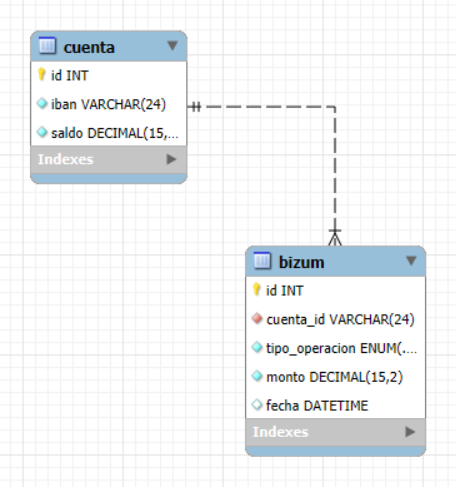 cuenta
id INT
iban VARCHAR(24)
saldo DECIMAL(15,...
Indexes
bizum
id INT
cuenta_id VARCHAR(24)
tipo_operacion ENUM(....
monto DECIMAL(15,2)
fecha DATETIME
Indexes